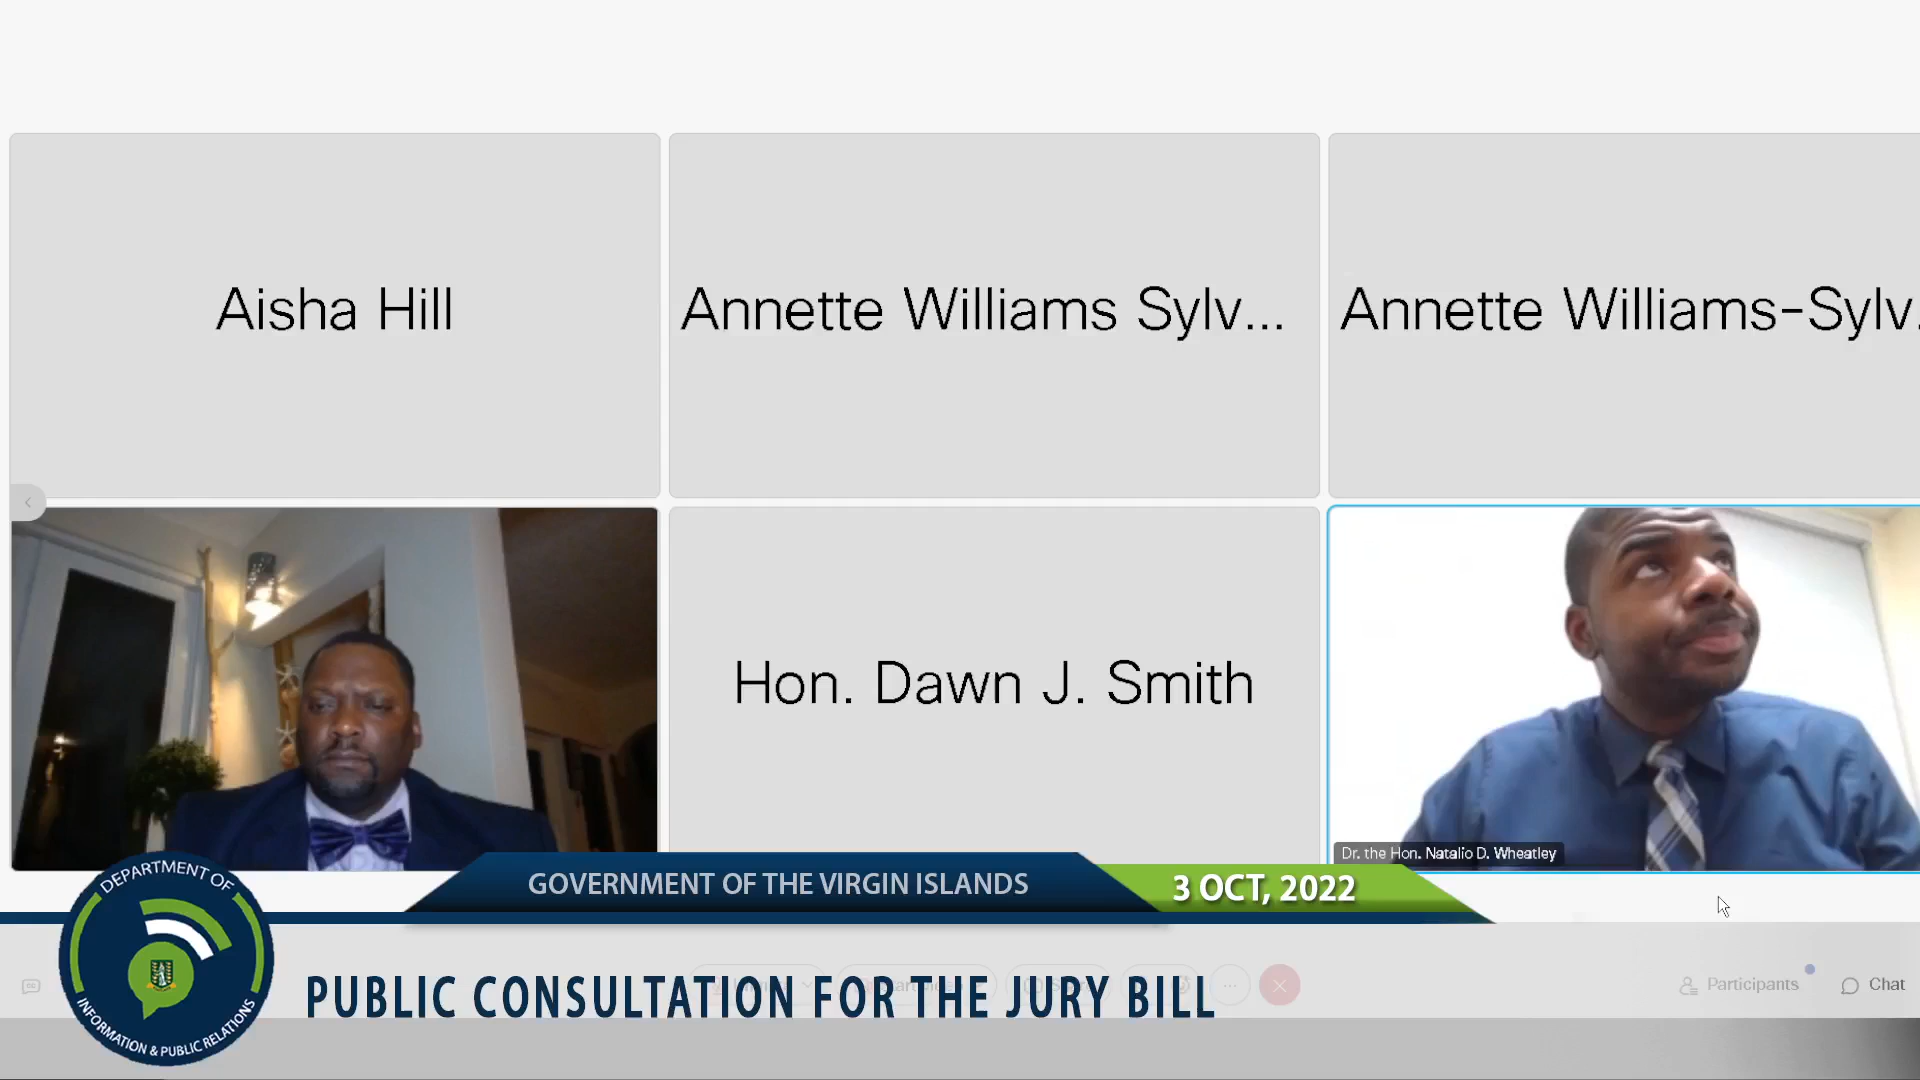 Aisha Hill
Annette Williams Sylv...
Annette Williams-Sylv.
Hon. Dawn J. Smith
Dr. the Hon. Natalio D. Wheatley
GOVERNMENT OF THE VIRGIN ISLANDS
3 OCT, 2022
DEPARTMENT OF
INFORMATION & PUBLIC RELATIONS
PUBLIC CONSULTATION FOR THE JURY BILL
Participants
Chat